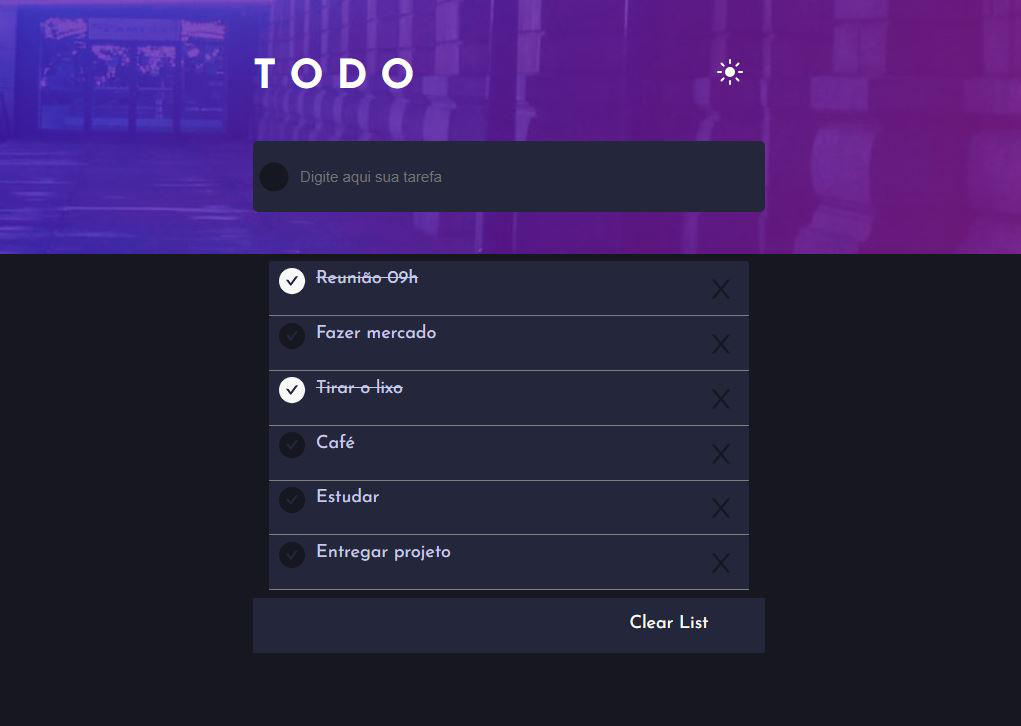 TODO
Digite aqui sua tarefa
Reunião 09h
Fazer mercado
Tirar o lixo
Café
Estudar
Entregar projeto
Clear List